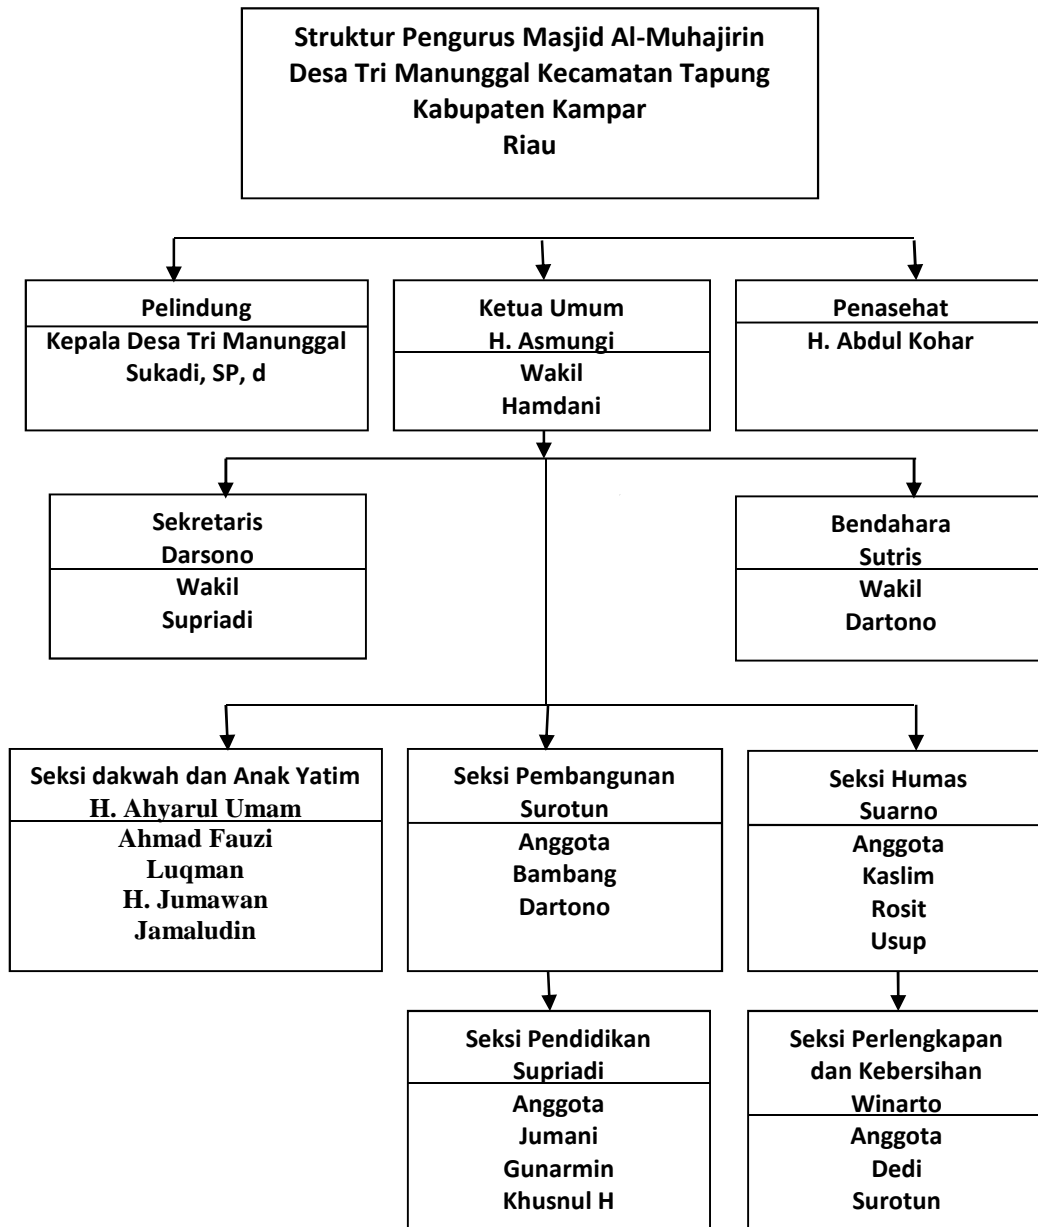 Struktur Pengurus Masjid Al-Muhajirin
Desa Tri Manunggal Kecamatan Tapung
Kabupaten Kampar
Riau
Pelindung
Kepala Desa Tri Manunggal
Sukadi, SP, d
Ketua Umum
H. Asmungi
Wakil
Hamdani
Penasehat
H. Abdul Kohar
Sekretaris
Darsono
Wakil
Supriadi
Bendahara
Sutris
Wakil
Dartono
Seksi dakwah dan Anak Yatim
H. Ahyarul Umam
Ahmad Fauzi
Luqman
H. Jumawan
Jamaludin
Seksi Pembangunan
Surotun
Anggota
Bambang
Dartono
Seksi Humas
Suarno
Anggota
Kaslim
Rosit
Usup
Seksi Pendidikan
Supriadi
Anggota
Jumani
Gunarmin
Khusnul H
Seksi Perlengkapan
dan Kebersihan
Winarto
Anggota
Dedi
Surotun